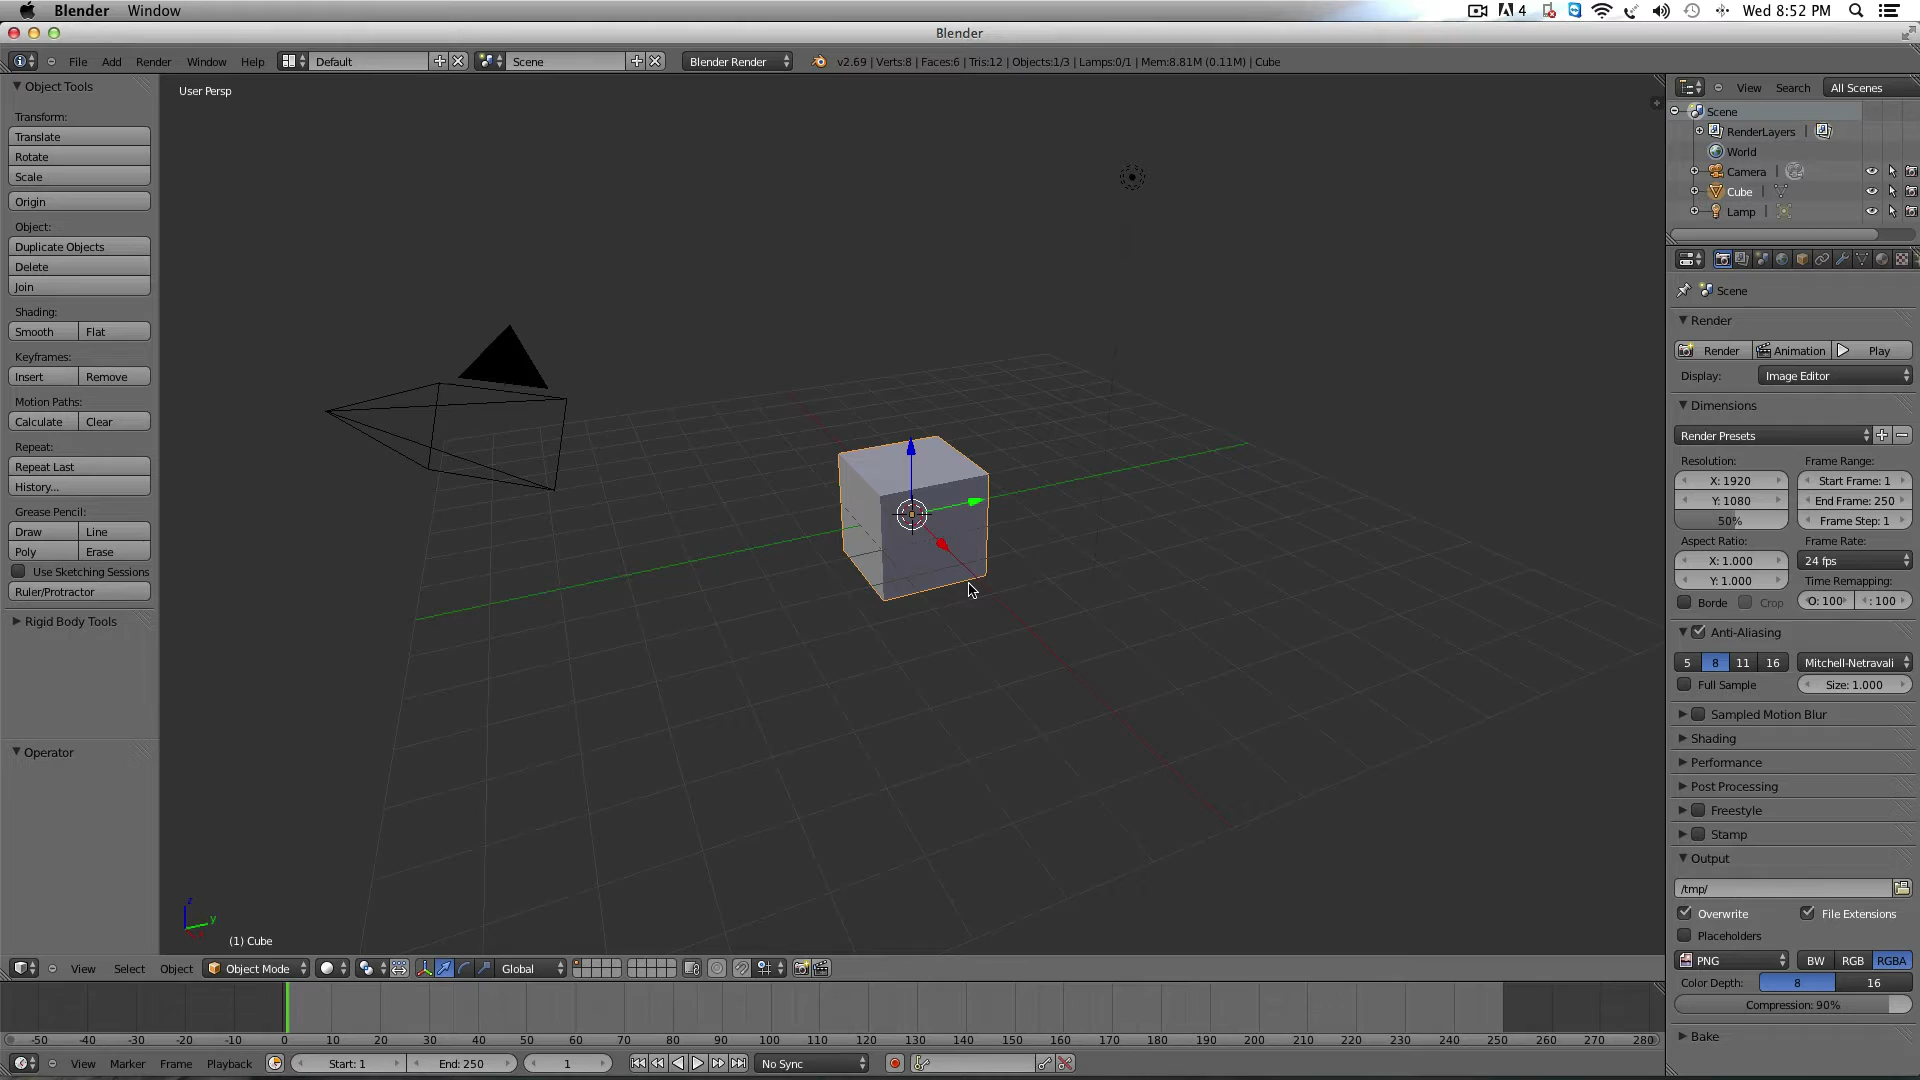 Blender Window 4 Wed 8:52 PM
Blender
File Add Render Window Help Default Scene Blender Render v2.69 | Verts:8 | Faces:6 | Tris:12 | Objects:1/3 | Lamps:0/1 | Mem:8.81M (0.11M) | Cube
Object Tools
Transform:
Translate
Rotate
Scale
Origin
Object:
Duplicate Objects
Delete
Join
Shading:
Smooth Flat
Keyframes:
Insert Remove
Motion Paths:
Calculate Clear
Repeat:
Repeat Last
History...
Grease Pencil:
Draw Line
Poly Erase
Use Sketching Sessions
Ruler/Protractor
Rigid Body Tools
Operator
User Persp
z
y
(1) Cube
View Search All Scenes
Scene
RenderLayers |
World
Camera |
Cube |
Lamp |
Scene
Render
Render Animation Play
Display: Image Editor
Dimensions
Render Presets
Resolution: Frame Range:
X: 1920 Start Frame: 1
Y: 1080 End Frame: 250
50% Frame Step: 1
Aspect Ratio: Frame Rate:
X: 1.000 24 fps
Y: 1.000 Time Remapping:
Borde Crop O: 100 : 100
Anti-Aliasing
5 8 11 16 Mitchell-Netravali
Full Sample Size: 1.000
Sampled Motion Blur
Shading
Performance
Post Processing
Freestyle
Stamp
Output
/tmp/
Overwrite File Extensions
Placeholders
PNG BW RGB RGBA
Color Depth: 8 16
Compression: 90%
Bake
View Select Object Object Mode Global
-50 -40 -30 -20 -10 0 10 20 30 40 50 60 70 80 90 100 110 120 130 140 150 160 170 180 190 200 210 220 230 240 250 260 270 280
View Marker Frame Playback Start: 1 End: 250 1 No Sync